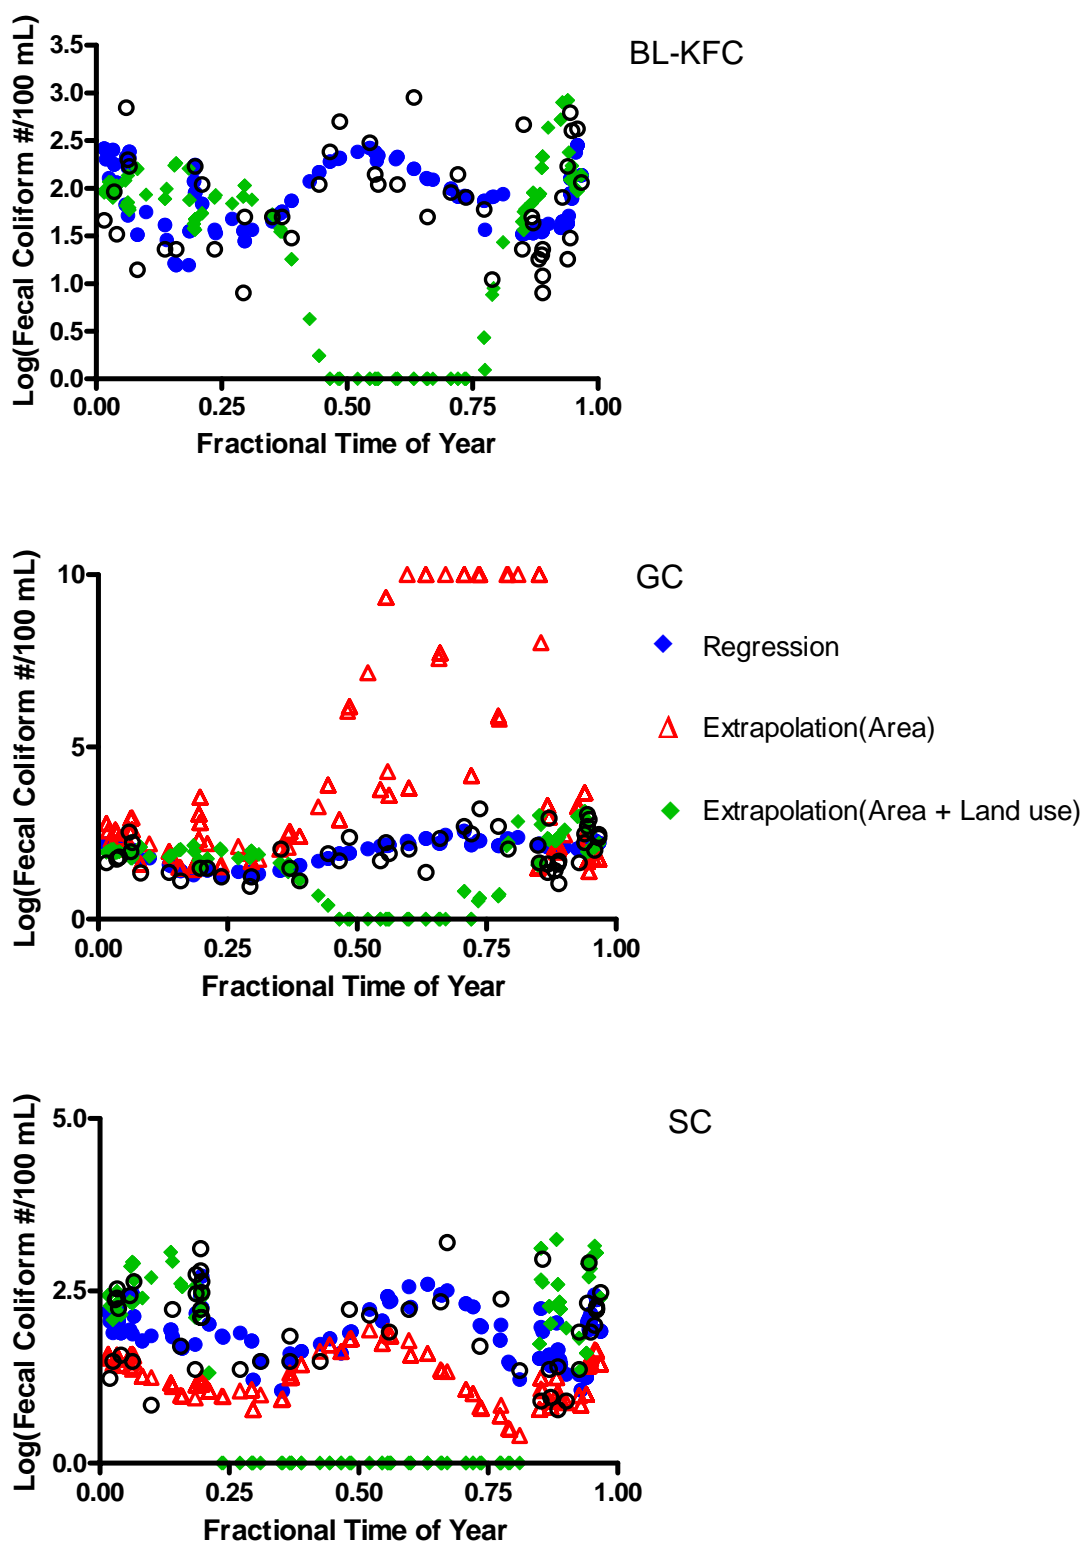 BL-KFC
Log(Fecal Coliform #/100 mL)
3.5
3.0
2.5
2.0
1.5
1.0
0.5
0.0
0.00 0.25 0.50 0.75 1.00
Fractional Time of Year
GC
Log(Fecal Coliform #/100 mL)
10
5
0
0.00 0.25 0.50 0.75 1.00
Fractional Time of Year
Regression
Extrapolation(Area)
Extrapolation(Area + Land use)
SC
Log(Fecal Coliform #/100 mL)
5.0
2.5
0.0
0.00 0.25 0.50 0.75 1.00
Fractional Time of Year